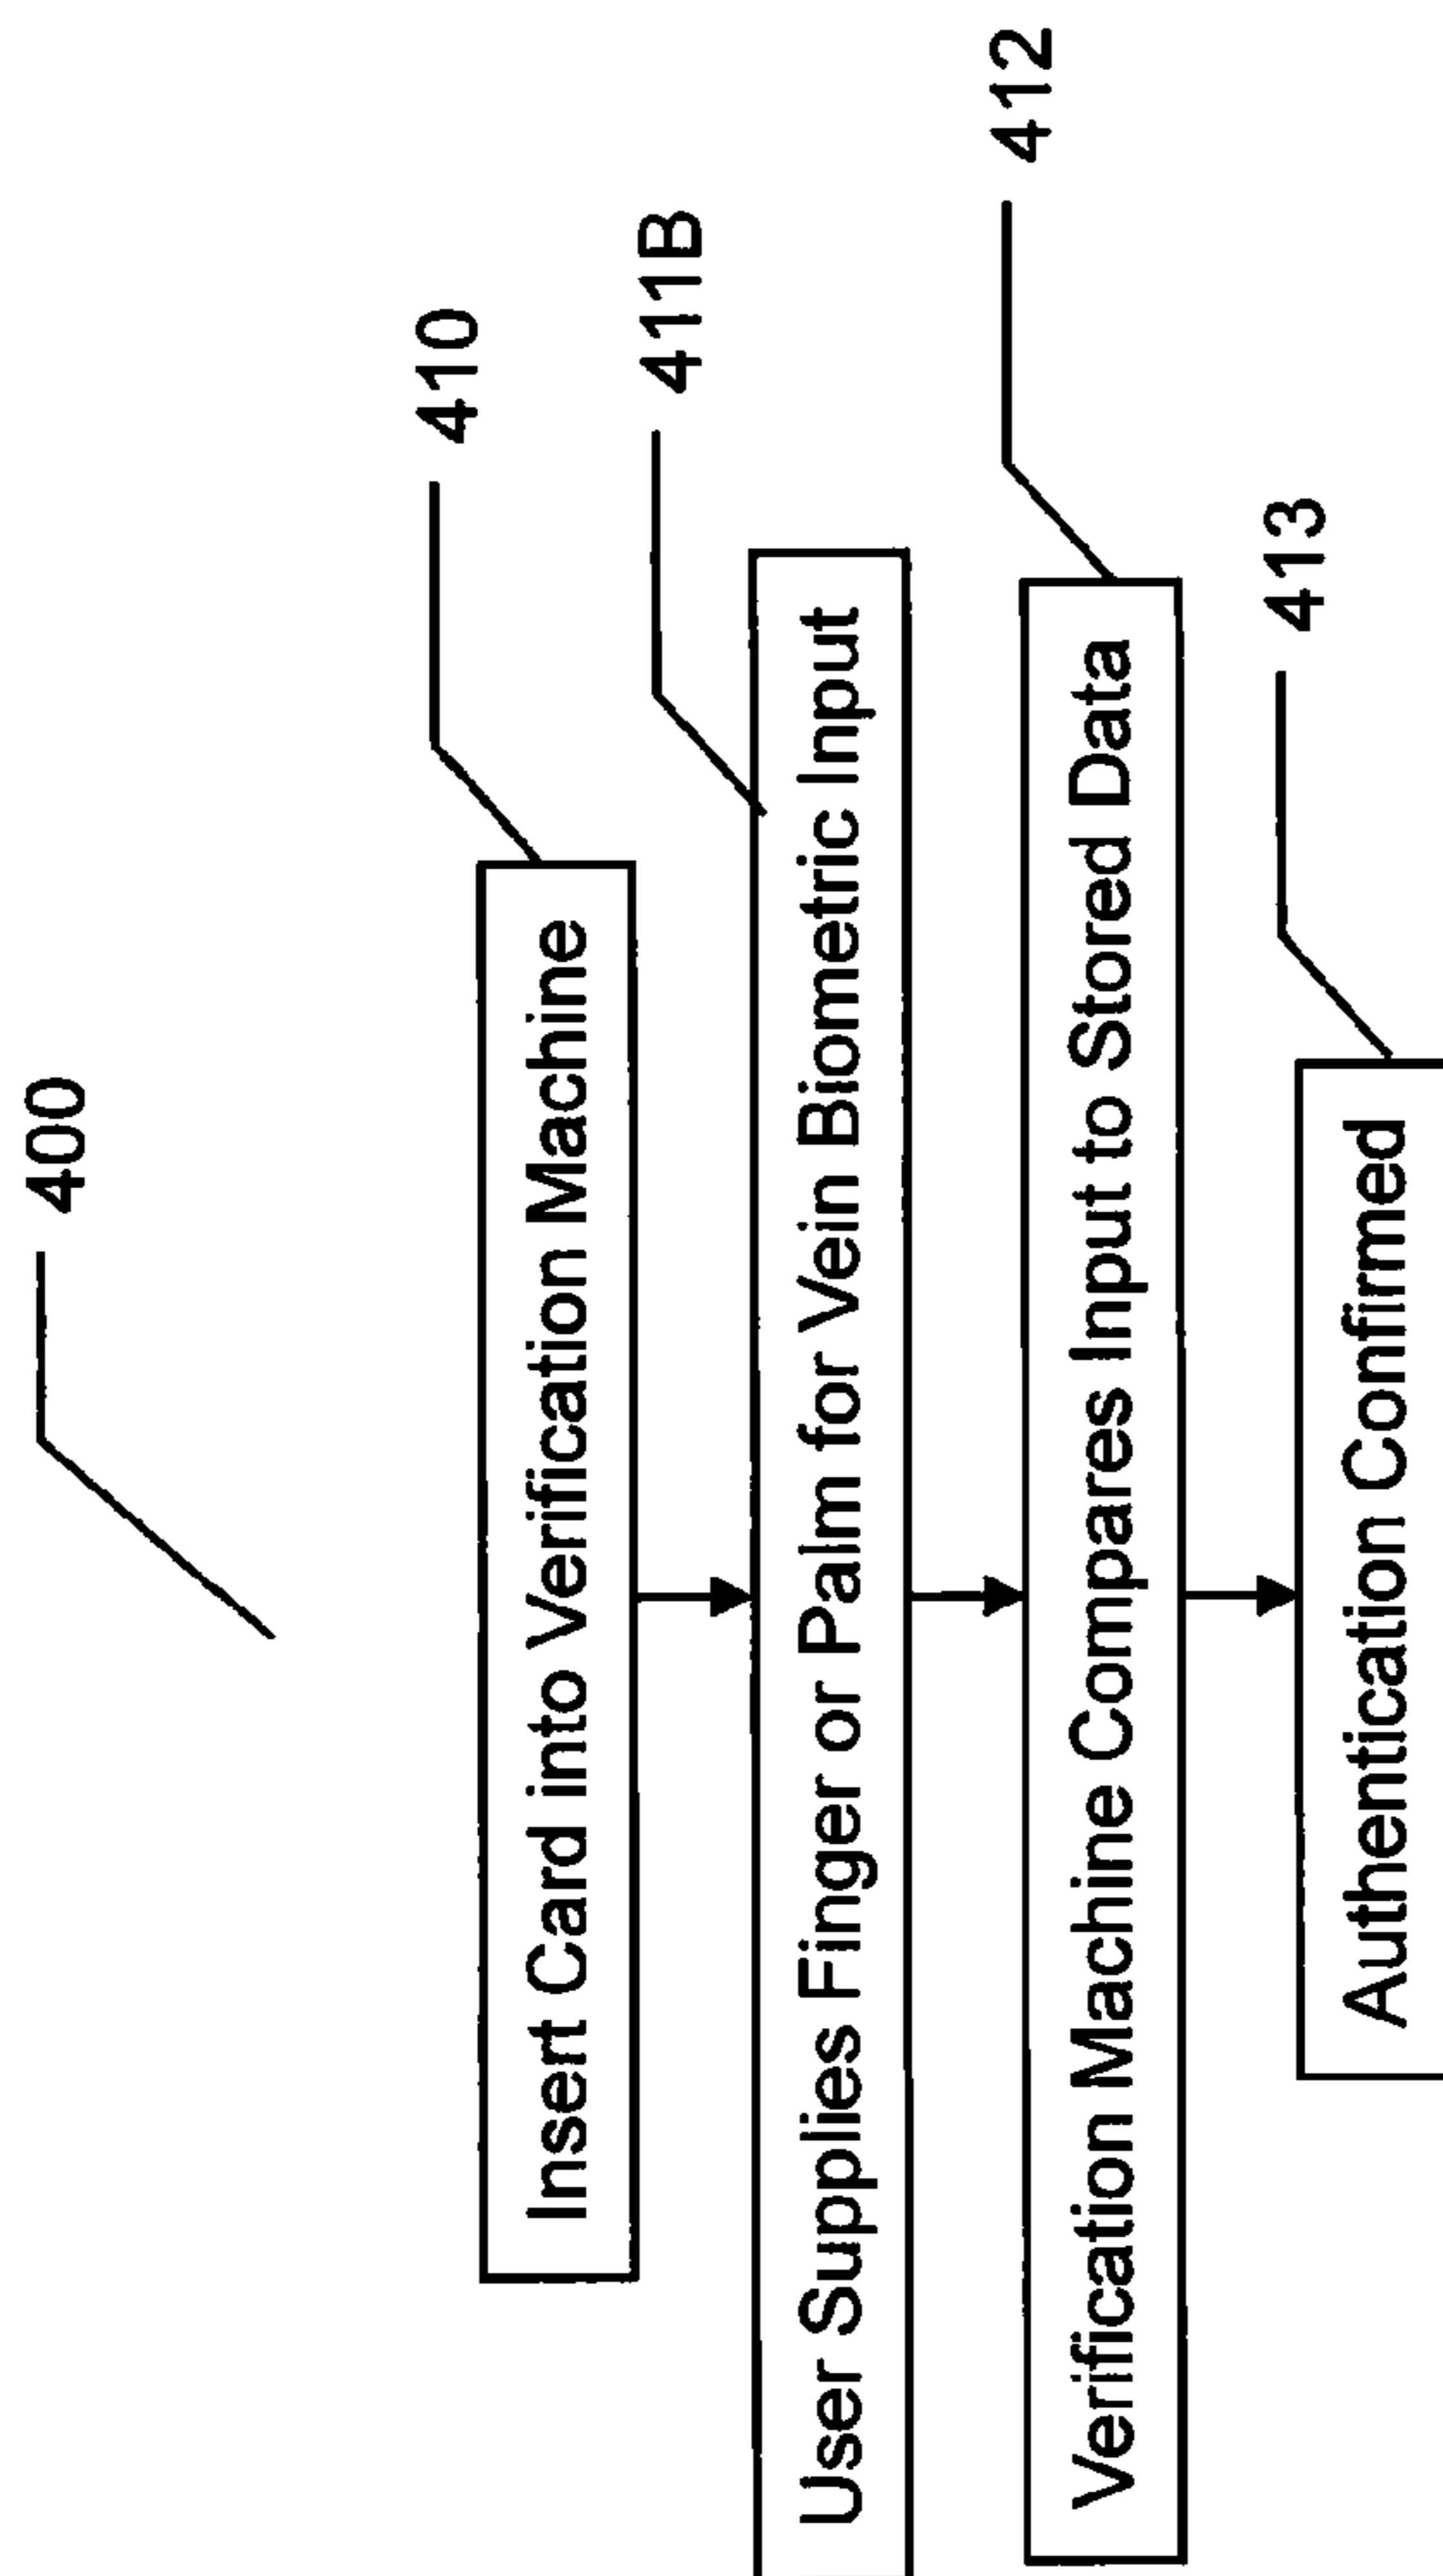 400
410
Insert Card into Verification Machine
411B
User Supplies Finger or Palm for Vein Biometric Input
412
Verification Machine Compares Input to Stored Data
413
Authentication Confirmed